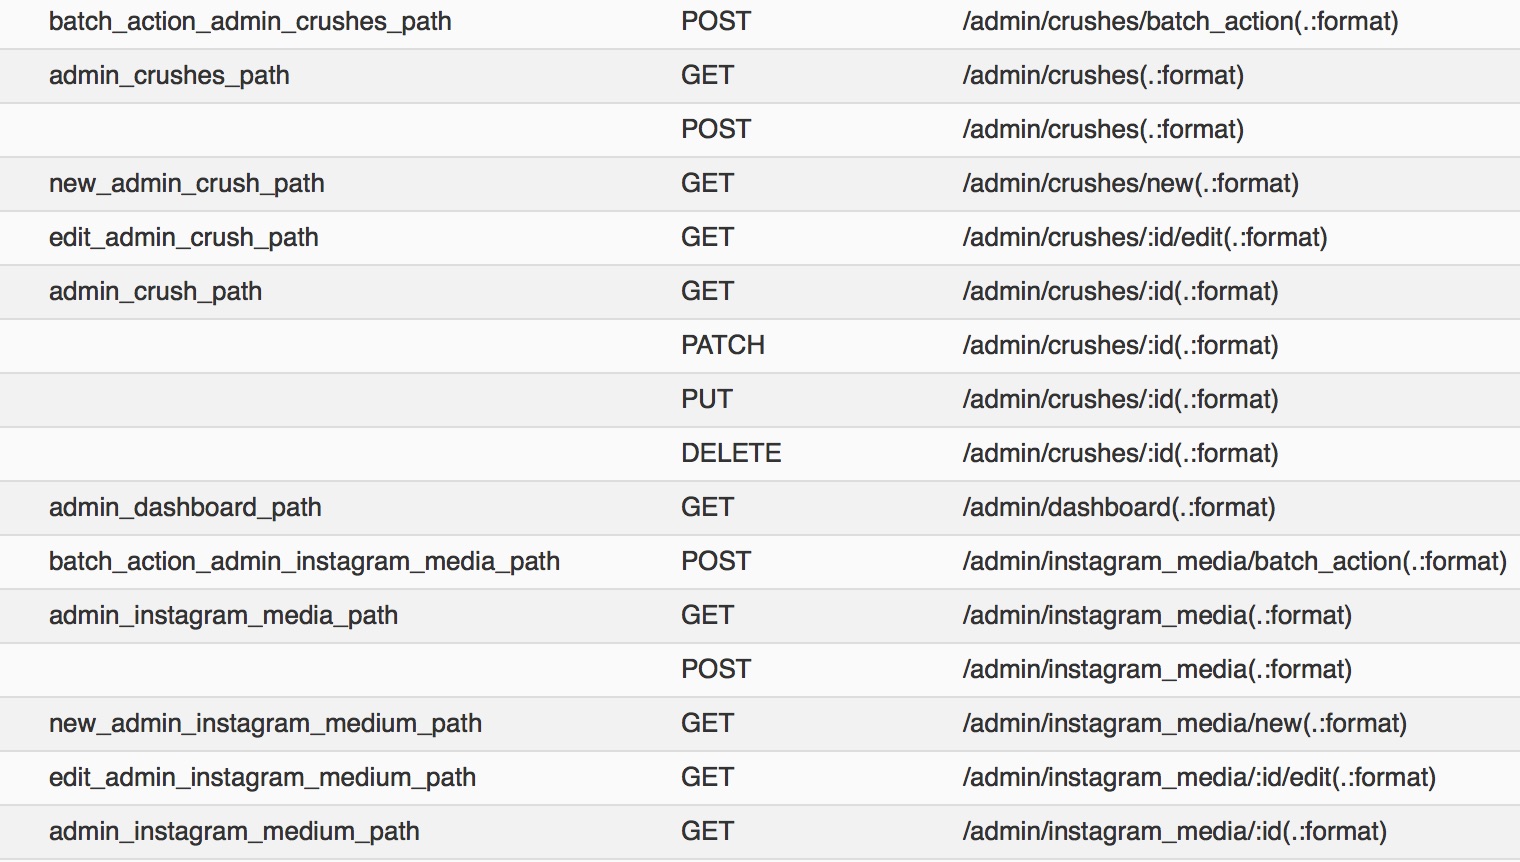 batch_action_admin_crushes_path POST /admin/crushes/batch_action(.:format)
admin_crushes_path GET /admin/crushes(.:format)
POST /admin/crushes(.:format)
new_admin_crush_path GET /admin/crushes/new(.:format)
edit_admin_crush_path GET /admin/crushes/:id/edit(.:format)
admin_crush_path GET /admin/crushes/:id(.:format)
PATCH /admin/crushes/:id(.:format)
PUT /admin/crushes/:id(.:format)
DELETE /admin/crushes/:id(.:format)
admin_dashboard_path GET /admin/dashboard(.:format)
batch_action_admin_instagram_media_path POST /admin/instagram_media/batch_action(.:format)
admin_instagram_media_path GET /admin/instagram_media(.:format)
POST /admin/instagram_media(.:format)
new_admin_instagram_medium_path GET /admin/instagram_media/new(.:format)
edit_admin_instagram_medium_path GET /admin/instagram_media/:id/edit(.:format)
admin_instagram_medium_path GET /admin/instagram_media/:id(.:format)